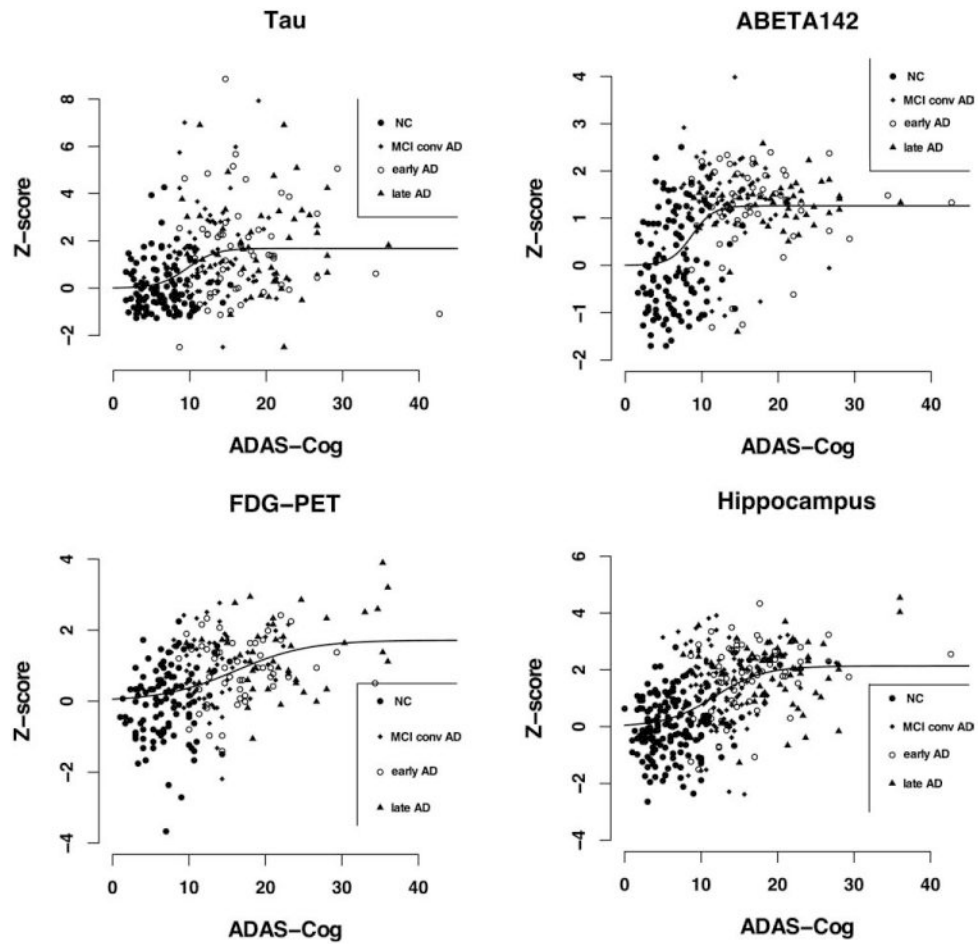 Tau
Z−score
8
6
4
2
0
−2
0 10 20 30 40
ADAS−Cog
NC
MCI conv AD
early AD
late AD
ABETA142
Z−score
4
3
2
1
0
−1
−2
0 10 20 30 40
ADAS−Cog
NC
MCI conv AD
early AD
late AD
FDG−PET
Z−score
4
2
0
−2
−4
0 10 20 30 40
ADAS−Cog
NC
MCI conv AD
early AD
late AD
Hippocampus
Z−score
6
4
2
0
−2
−4
0 10 20 30 40
ADAS−Cog
NC
MCI conv AD
early AD
late AD